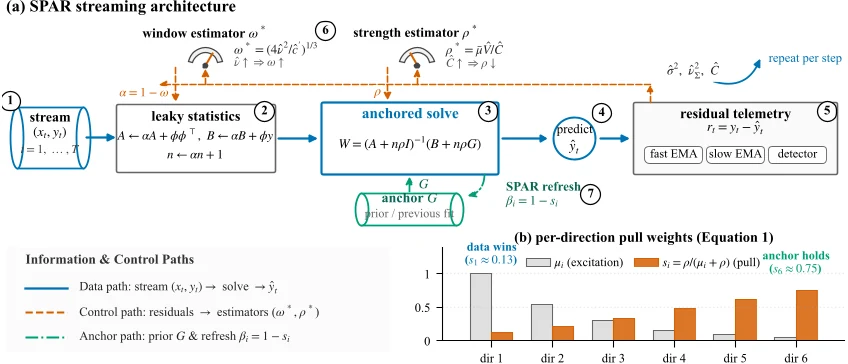 (a) SPAR streaming architecture
window estimator ω*
ω* = (4ν̂²/ĉ′)^1/3
ν̂ ↑ ⇒ ω ↑
6
strength estimator ρ*
ρ* = μ̄V̂/Ĉ
Ĉ ↑ ⇒ ρ ↓
σ̂², ν̂²_Σ, Ĉ
repeat per step
α = 1 − ω
ρ
1
stream
(x_t, y_t)
t = 1, …, T
2
leaky statistics
A ← αA + ϕϕ⊤, B ← αB + ϕy
n ← αn + 1
3
anchored solve
W = (A + nρI)⁻¹(B + nρG)
4
predict
ŷ_t
5
residual telemetry
r_t = y_t − ŷ_t
fast EMA
slow EMA
detector
G
anchor G
prior / previous fit
SPAR refresh
β_i = 1 − s_i
7
Information & Control Paths
Data path: stream (x_t, y_t) → solve → ŷ_t
Control path: residuals → estimators (ω*, ρ*)
Anchor path: prior G & refresh β_i = 1 − s_i
(b) per-direction pull weights (Equation 1)
data wins
(s₁ ≈ 0.13)
μ_i (excitation)
s_i = ρ/(μ_i + ρ) (pull)
anchor holds
(s₆ ≈ 0.75)
1
0.5
0
dir 1
dir 2
dir 3
dir 4
dir 5
dir 6